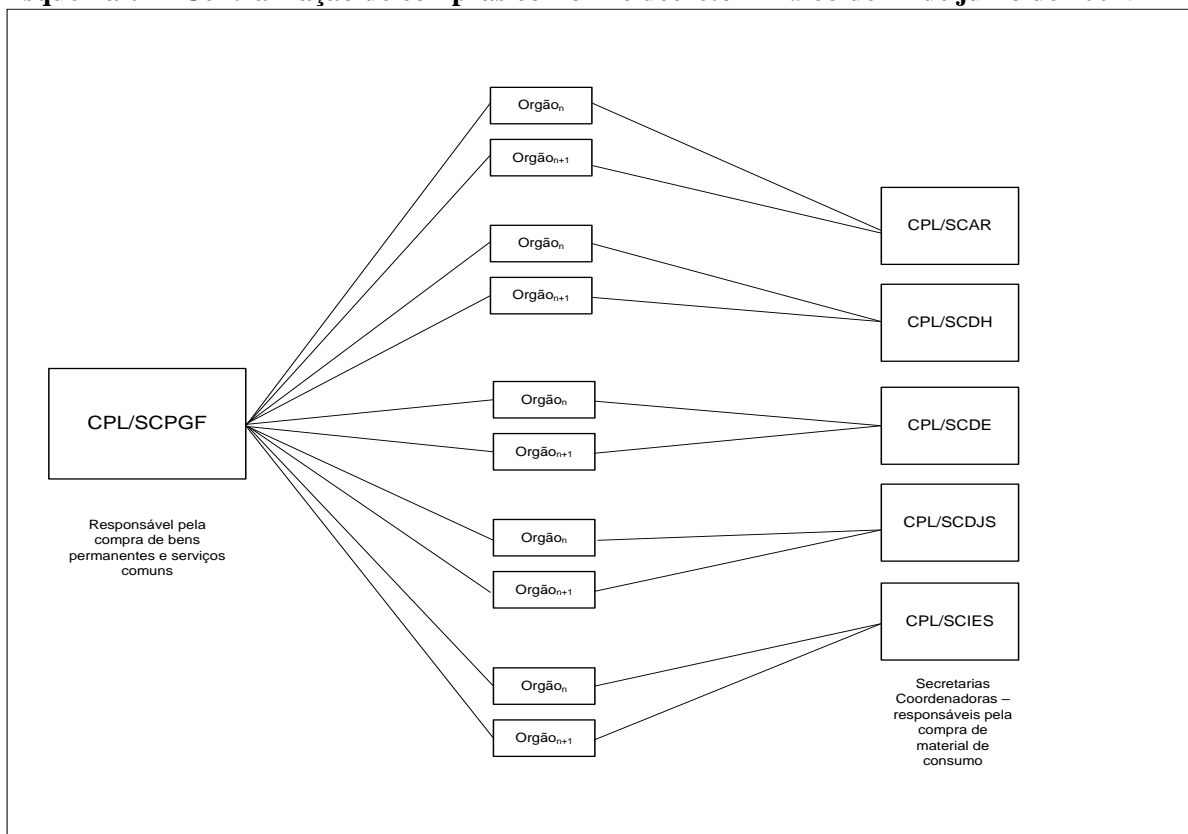 Orgãoₙ
Orgãoₙ₊₁
CPL/SCAR
Orgãoₙ
Orgãoₙ₊₁
CPL/SCDH
CPL/SCPGF
Responsável pela
compra de bens
permanentes e serviços
comuns
Orgãoₙ
Orgãoₙ₊₁
CPL/SCDE
Orgãoₙ
Orgãoₙ₊₁
CPL/SCDJS
Orgãoₙ
Orgãoₙ₊₁
CPL/SCIES
Secretarias
Coordenadoras –
responsáveis pela
compra de
material de
consumo